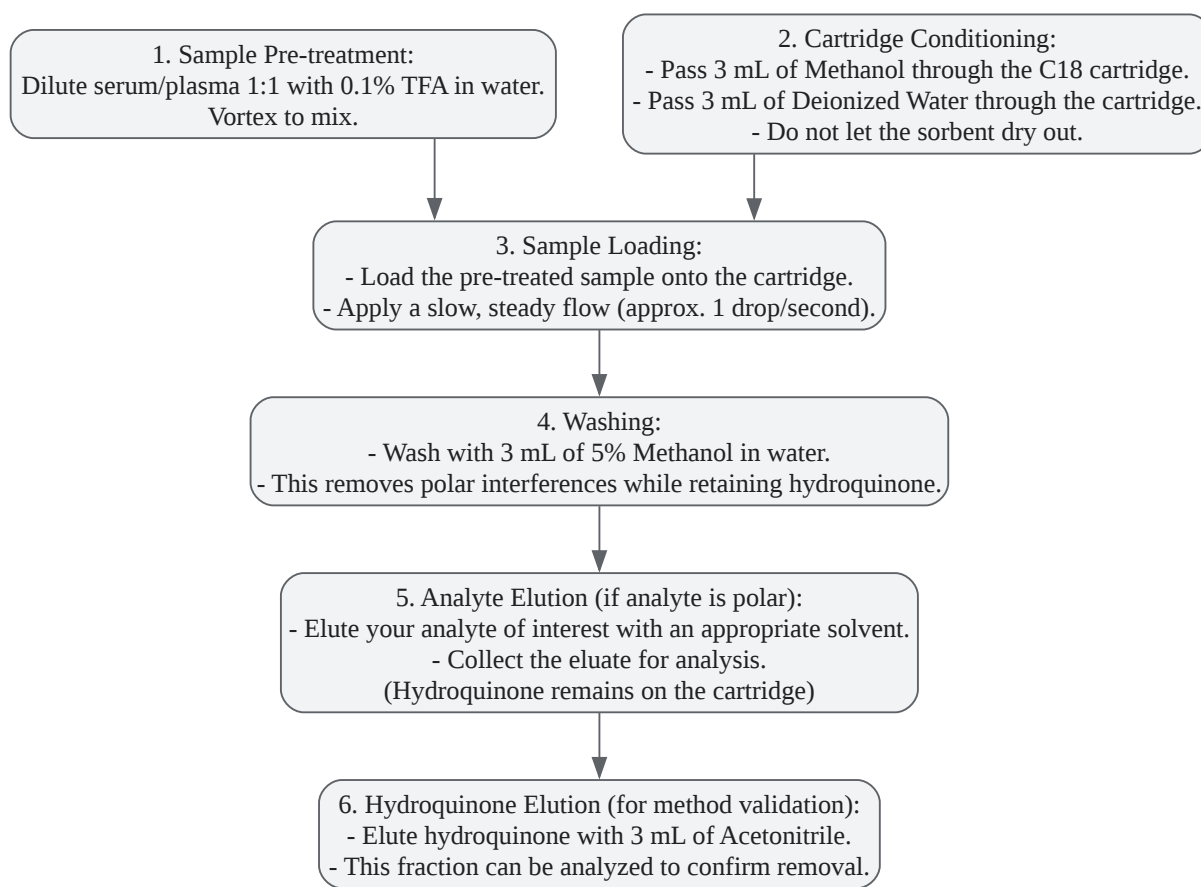 1. Sample Pre-treatment:
Dilute serum/plasma 1:1 with 0.1% TFA in water.
Vortex to mix.
2. Cartridge Conditioning:
- Pass 3 mL of Methanol through the C18 cartridge.
- Pass 3 mL of Deionized Water through the cartridge.
- Do not let the sorbent dry out.
3. Sample Loading:
- Load the pre-treated sample onto the cartridge.
- Apply a slow, steady flow (approx. 1 drop/second).
4. Washing:
- Wash with 3 mL of 5% Methanol in water.
- This removes polar interferences while retaining hydroquinone.
5. Analyte Elution (if analyte is polar):
- Elute your analyte of interest with an appropriate solvent.
- Collect the eluate for analysis.
(Hydroquinone remains on the cartridge)
6. Hydroquinone Elution (for method validation):
- Elute hydroquinone with 3 mL of Acetonitrile.
- This fraction can be analyzed to confirm removal.